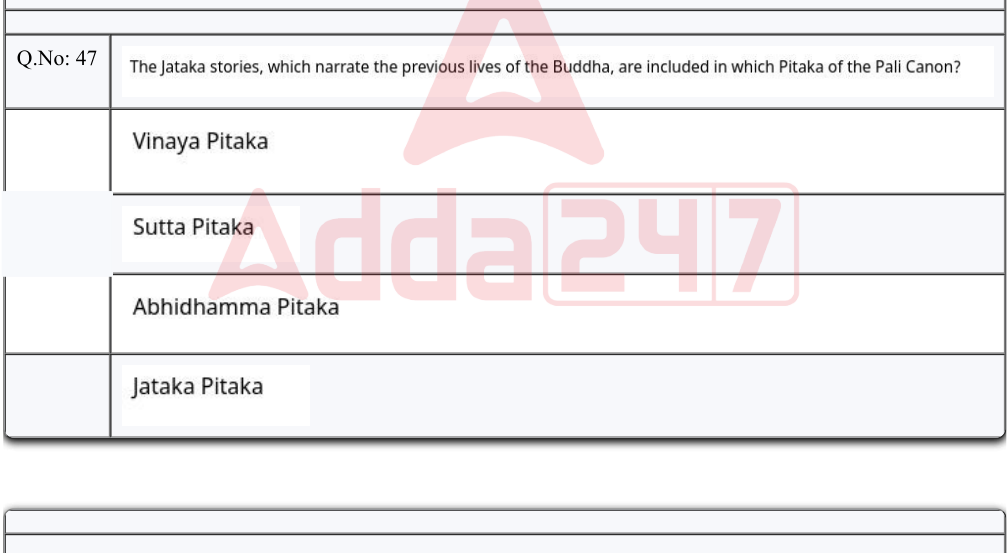 Q.No: 47
The Jataka stories, which narrate the previous lives of the Buddha, are included in which Pitaka of the Pali Canon?
Vinaya Pitaka
Sutta Pitaka
Adda247
Abhidhamma Pitaka
Jataka Pitaka